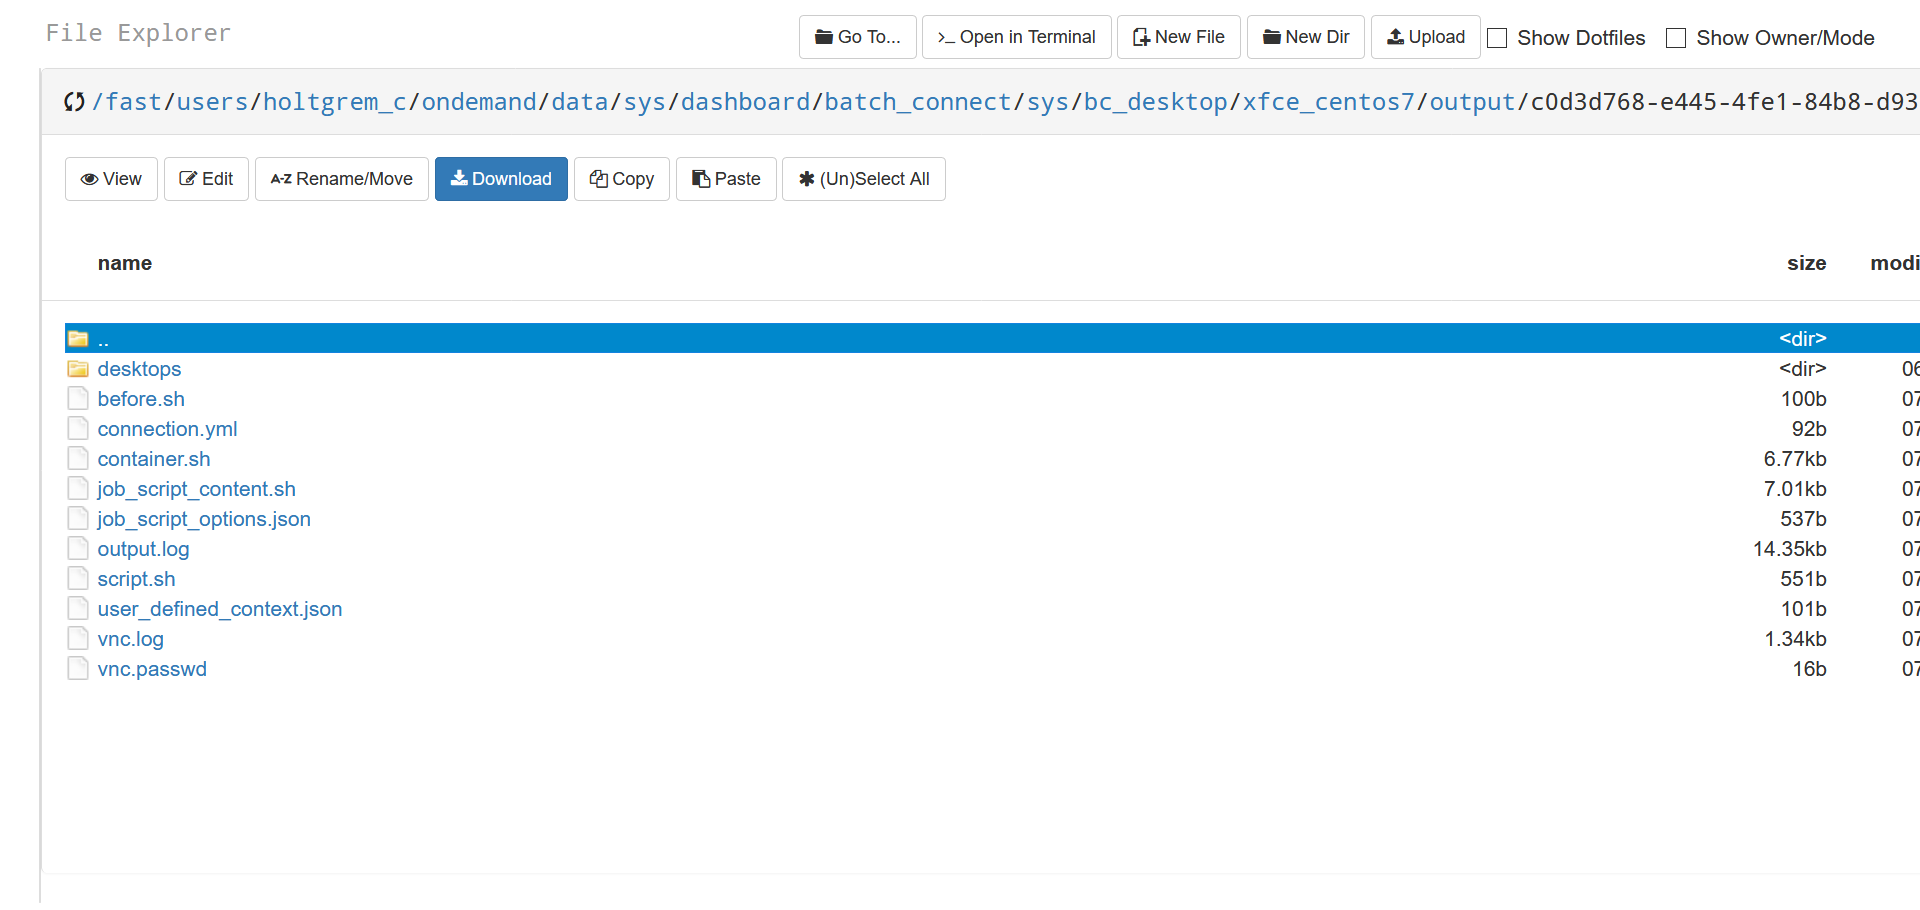 File Explorer
Go To... >_ Open in Terminal New File New Dir Upload Show Dotfiles Show Owner/Mode
/fast/users/holtgrem_c/ondemand/data/sys/dashboard/batch_connect/sys/bc_desktop/xfce_centos7/output/c0d3d768-e445-4fe1-84b8-d93
View Edit A-Z Rename/Move Download Copy Paste (Un)Select All
name size modi
.. <dir>
desktops <dir> 06
before.sh 100b 07
connection.yml 92b 07
container.sh 6.77kb 07
job_script_content.sh 7.01kb 07
job_script_options.json 537b 07
output.log 14.35kb 07
script.sh 551b 07
user_defined_context.json 101b 07
vnc.log 1.34kb 07
vnc.passwd 16b 07